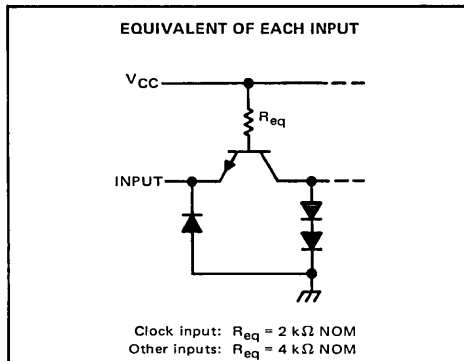 EQUIVALENT OF EACH INPUT
VCC
Req
INPUT
Clock input: Req = 2 kΩ NOM
Other inputs: Req = 4 kΩ NOM